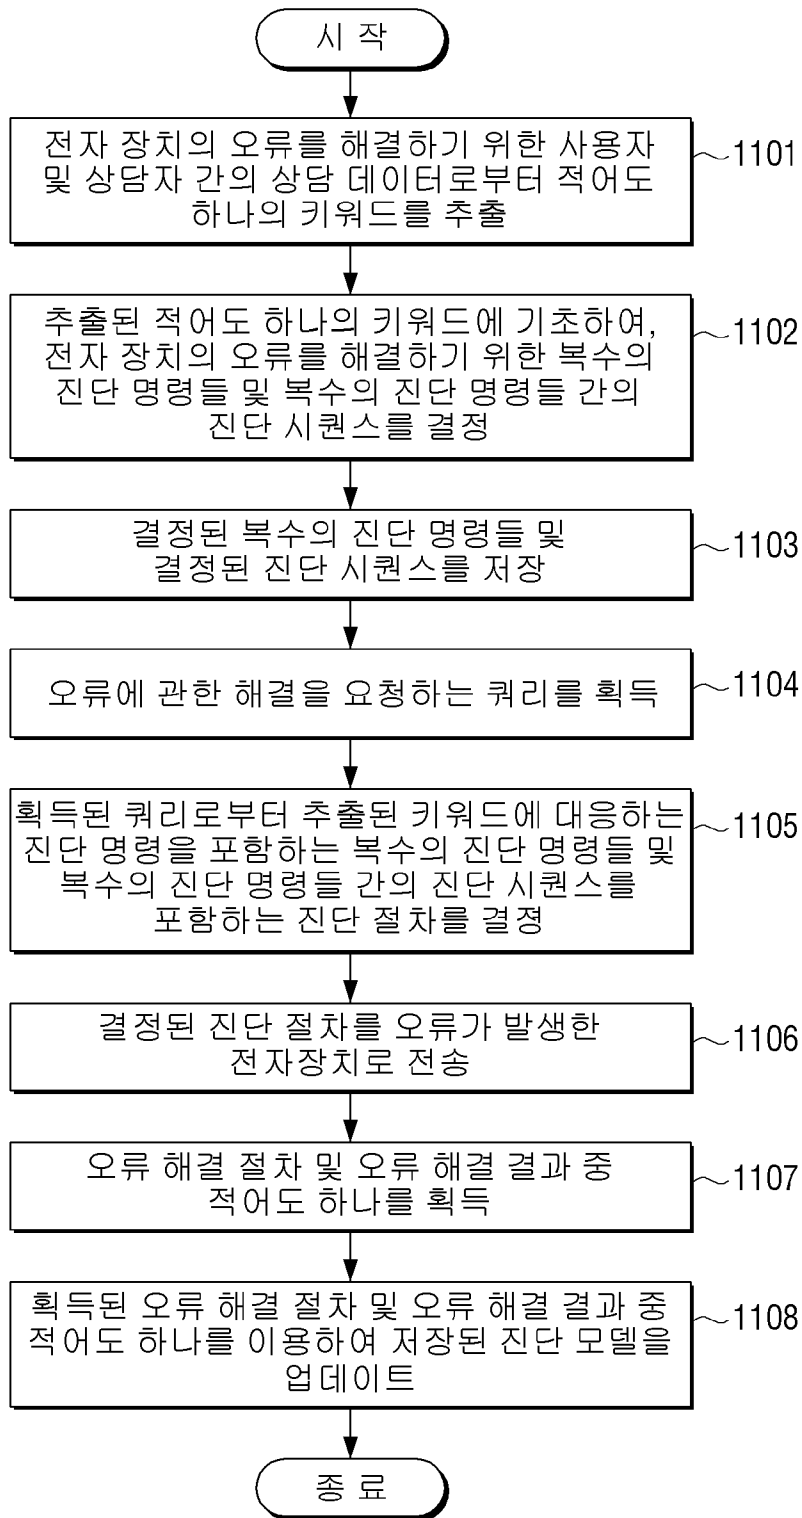 시 작
전자 장치의 오류를 해결하기 위한 사용자
및 상담자 간의 상담 데이터로부터 적어도
하나의 키워드를 추출
1101
추출된 적어도 하나의 키워드에 기초하여,
전자 장치의 오류를 해결하기 위한 복수의
진단 명령들 및 복수의 진단 명령들 간의
진단 시퀀스를 결정
1102
결정된 복수의 진단 명령들 및
결정된 진단 시퀀스를 저장
1103
오류에 관한 해결을 요청하는 쿼리를 획득
1104
획득된 쿼리로부터 추출된 키워드에 대응하는
진단 명령을 포함하는 복수의 진단 명령들 및
복수의 진단 명령들 간의 진단 시퀀스를
포함하는 진단 절차를 결졍
1105
결정된 진단 절차를 오류가 발생한
전자장치로 전송
1106
오류 해결 절차 및 오류 해결 결과 중
적어도 하나를 획득
1107
획득된 오류 해결 절차 및 오류 해결 결과 중
적어도 하나를 이용하여 저장된 진단 모델을
업데이트
1108
종 료